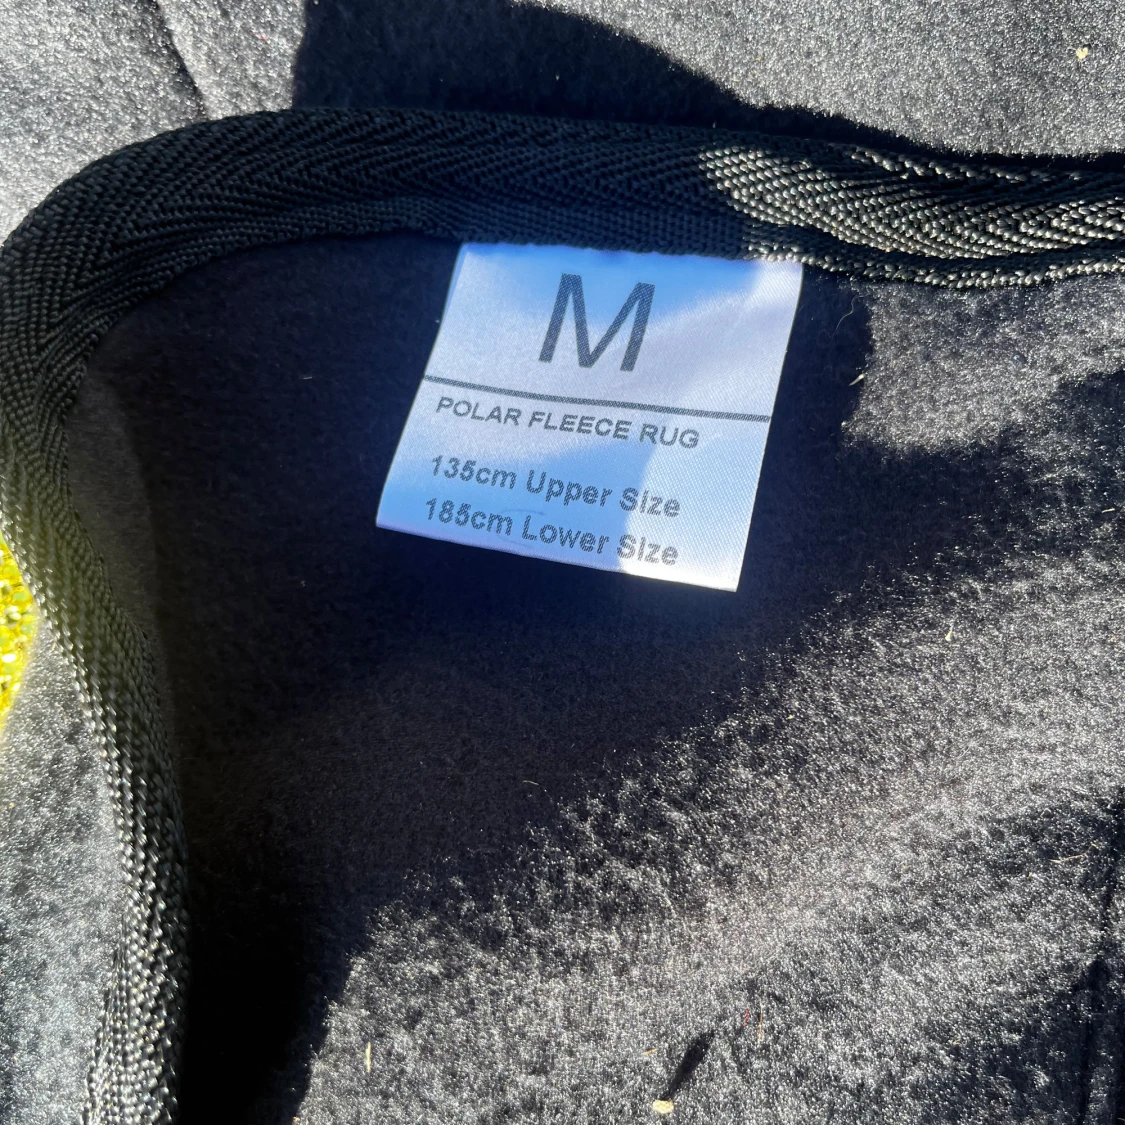 M
POLAR FLEECE RUG
135cm Upper Size
185cm Lower Size